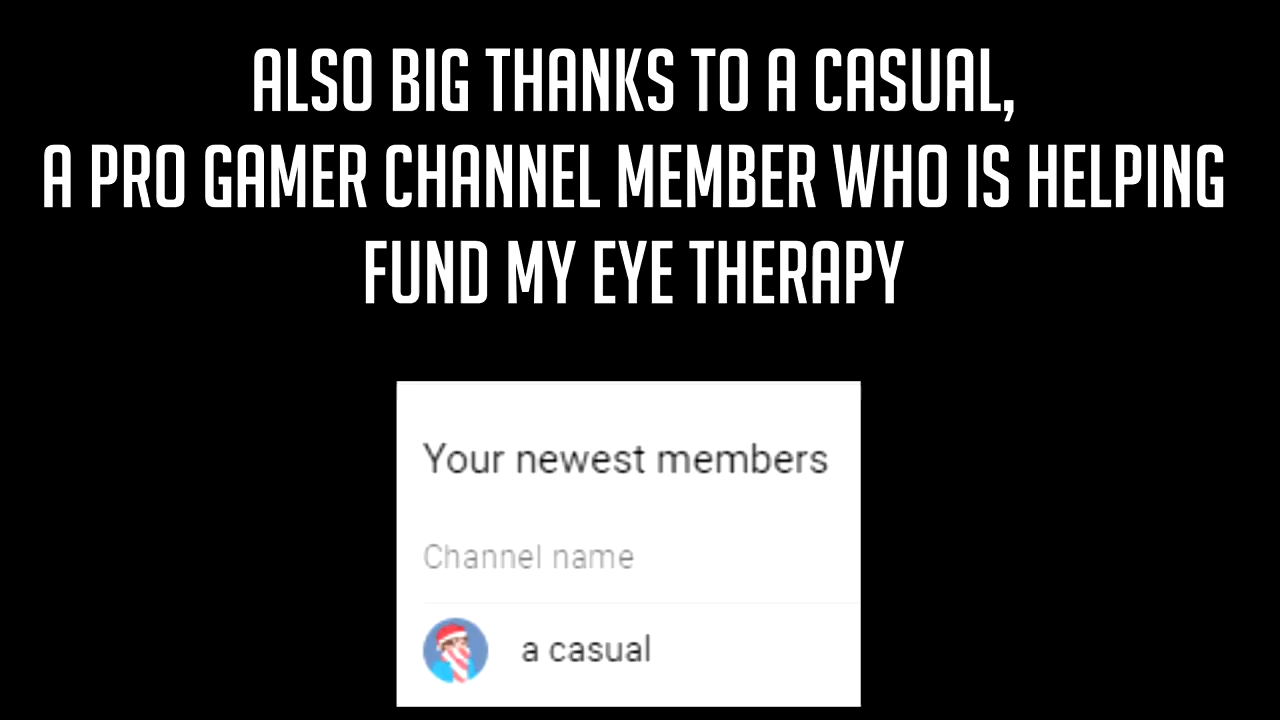 ALSO BIG THANKS TO A CASUAL,
A PRO GAMER CHANNEL MEMBER WHO IS HELPING
FUND MY EYE THERAPY
Your newest members
Channel name
a casual